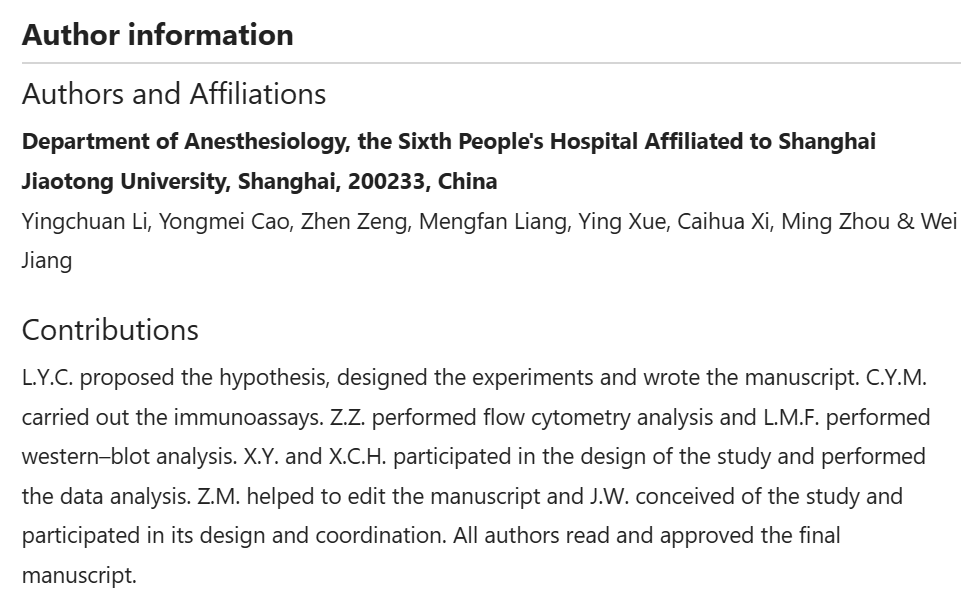 Author information
Authors and Affiliations
Department of Anesthesiology, the Sixth People's Hospital Affiliated to Shanghai
Jiaotong University, Shanghai, 200233, China
Yingchuan Li, Yongmei Cao, Zhen Zeng, Mengfan Liang, Ying Xue, Caihua Xi, Ming Zhou & Wei
Jiang
Contributions
L.Y.C. proposed the hypothesis, designed the experiments and wrote the manuscript. C.Y.M.
carried out the immunoassays. Z.Z. performed flow cytometry analysis and L.M.F. performed
western–blot analysis. X.Y. and X.C.H. participated in the design of the study and performed
the data analysis. Z.M. helped to edit the manuscript and J.W. conceived of the study and
participated in its design and coordination. All authors read and approved the final
manuscript.